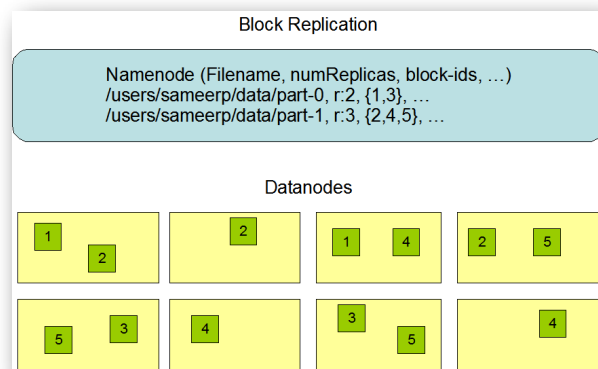 Block Replication
Namenode (Filename, numReplicas, block-ids, …)
/users/sameerp/data/part-0, r:2, {1,3}, …
/users/sameerp/data/part-1, r:3, {2,4,5}, …
Datanodes
1
2
2
1 4
2 5
5 3
4
3
5
4